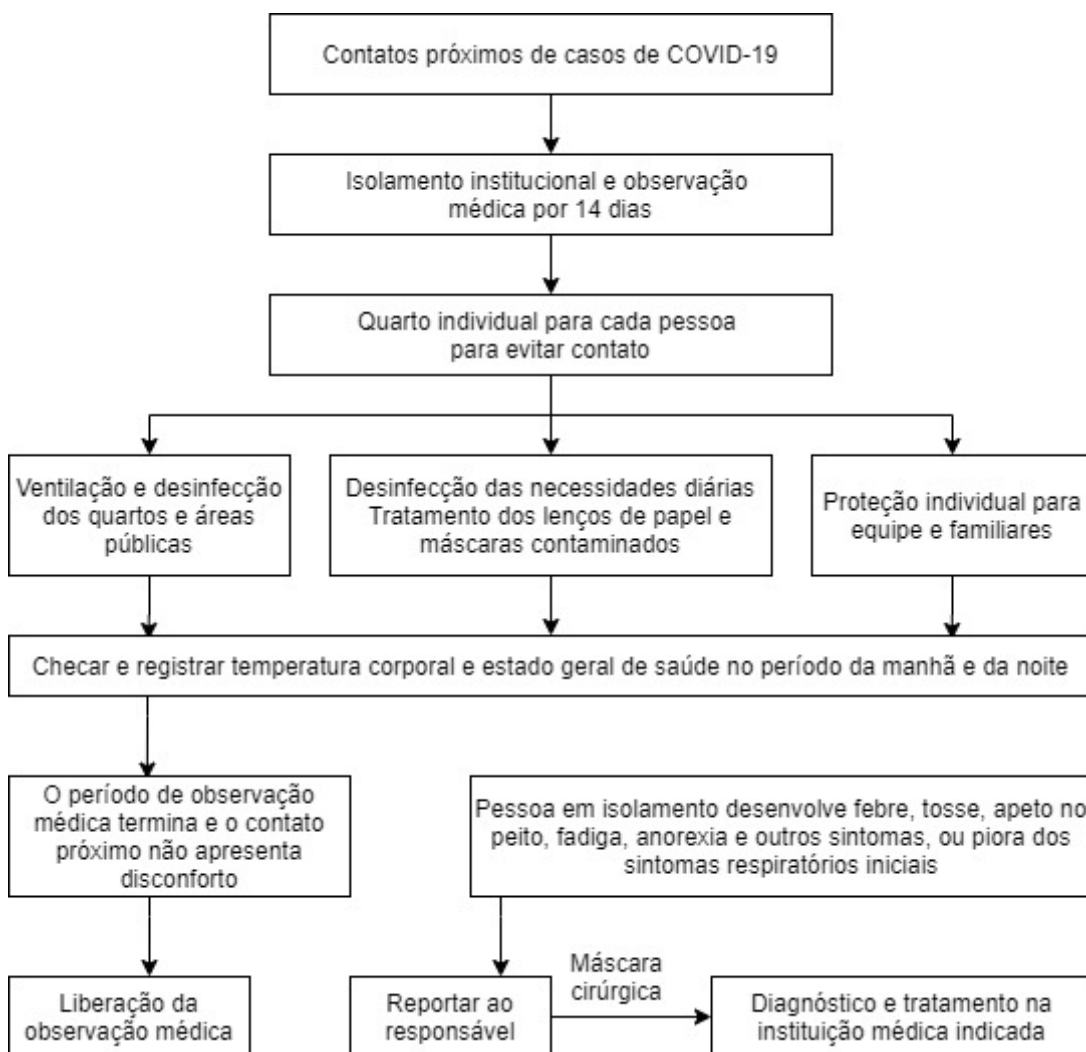 Contatos próximos de casos de COVID-19
Isolamento institucional e observação
médica por 14 dias
Quarto individual para cada pessoa
para evitar contato
Ventilação e desinfecção
dos quartos e áreas
públicas
Desinfecção das necessidades diárias
Tratamento dos lenços de papel e
máscaras contaminados
Proteção individual para
equipe e familiares
Checar e registrar temperatura corporal e estado geral de saúde no período da manhã e da noite
O período de observação
médica termina e o contato
próximo não apresenta
disconforto
Pessoa em isolamento desenvolve febre, tosse, apeto no
peito, fadiga, anorexia e outros sintomas, ou piora dos
sintomas respiratórios iniciais
Liberação da
observação médica
Reportar ao
responsável
Máscara
cirúrgica
Diagnóstico e tratamento na
instituição médica indicada